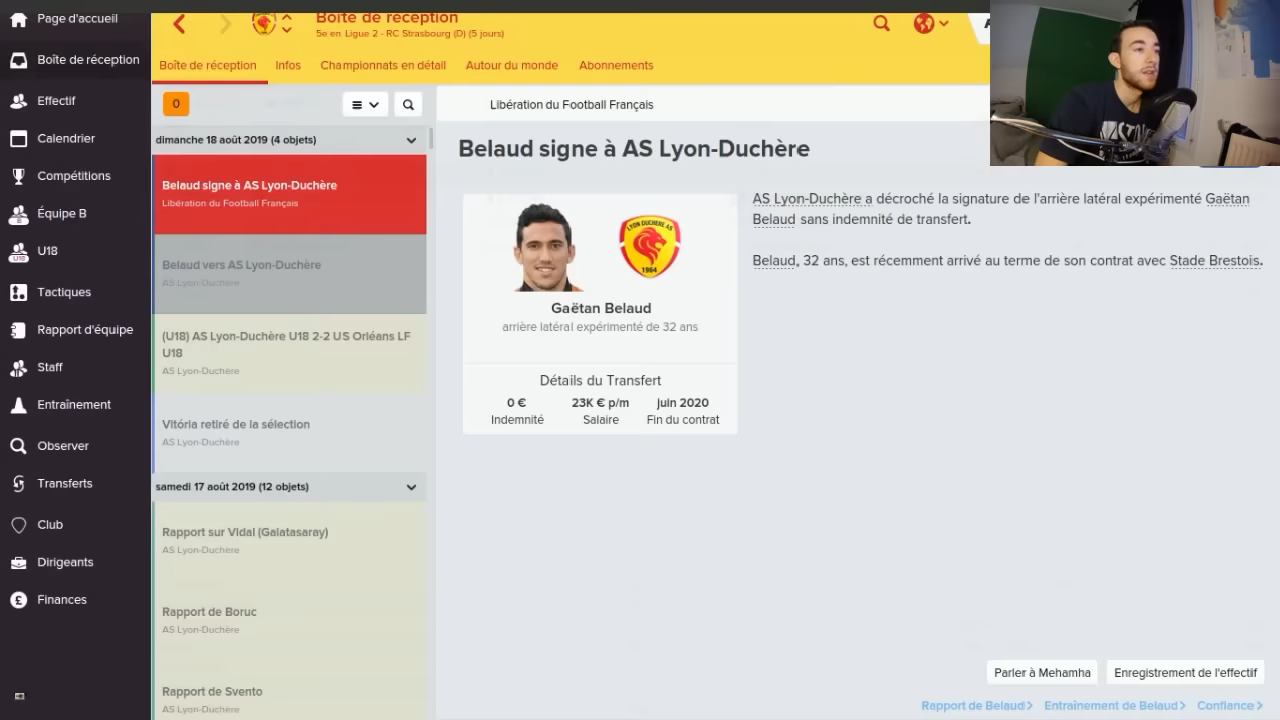 Page d'accueil
Boîte de réception
Effectif
Calendrier
Compétitions
Équipe B
U18
Tactiques
Rapport d'équipe
Staff
Entraînement
Observer
Transferts
Club
Dirigeants
Finances
Boîte de réception
5e en Ligue 2 - RC Strasbourg (D) (5 jours)
Boîte de réception Infos Championnats en détail Autour du monde Abonnements
0
dimanche 18 août 2019 (4 objets)
Belaud signe à AS Lyon-Duchère
Libération du Football Français
Belaud vers AS Lyon-Duchère
AS Lyon-Duchère
(U18) AS Lyon-Duchère U18 2-2 US Orléans LF
U18
AS Lyon-Duchère
Vitória retiré de la sélection
AS Lyon-Duchère
samedi 17 août 2019 (12 objets)
Rapport sur Vidal (Galatasaray)
AS Lyon-Duchère
Rapport de Boruc
AS Lyon-Duchère
Rapport de Svento
AS Lyon-Duchère
Libération du Football Français
Belaud signe à AS Lyon-Duchère
LYON DUCHERE AS
1964
Gaëtan Belaud
arrière latéral expérimenté de 32 ans
Détails du Transfert
0 € 23K € p/m juin 2020
Indemnité Salaire Fin du contrat
AS Lyon-Duchère a décroché la signature de l'arrière latéral expérimenté Gaëtan
Belaud sans indemnité de transfert.
Belaud, 32 ans, est récemment arrivé au terme de son contrat avec Stade Brestois.
Parler à Mehamha Enregistrement de l'effectif
Rapport de Belaud Entraînement de Belaud Confiance